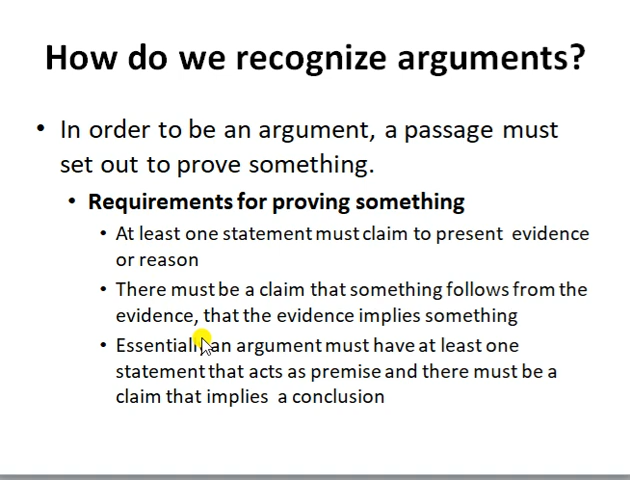 How do we recognize arguments?
• In order to be an argument, a passage must
set out to prove something.
• Requirements for proving something
• At least one statement must claim to present evidence
or reason
• There must be a claim that something follows from the
evidence, that the evidence implies something
• Essentially an argument must have at least one
statement that acts as premise and there must be a
claim that implies a conclusion